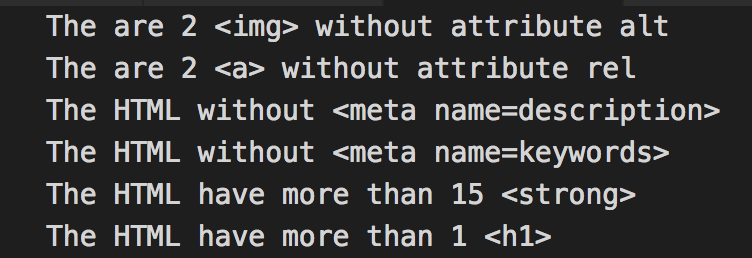 The are 2 <img> without attribute alt
The are 2 <a> without attribute rel
The HTML without <meta name=description>
The HTML without <meta name=keywords>
The HTML have more than 15 <strong>
The HTML have more than 1 <h1>